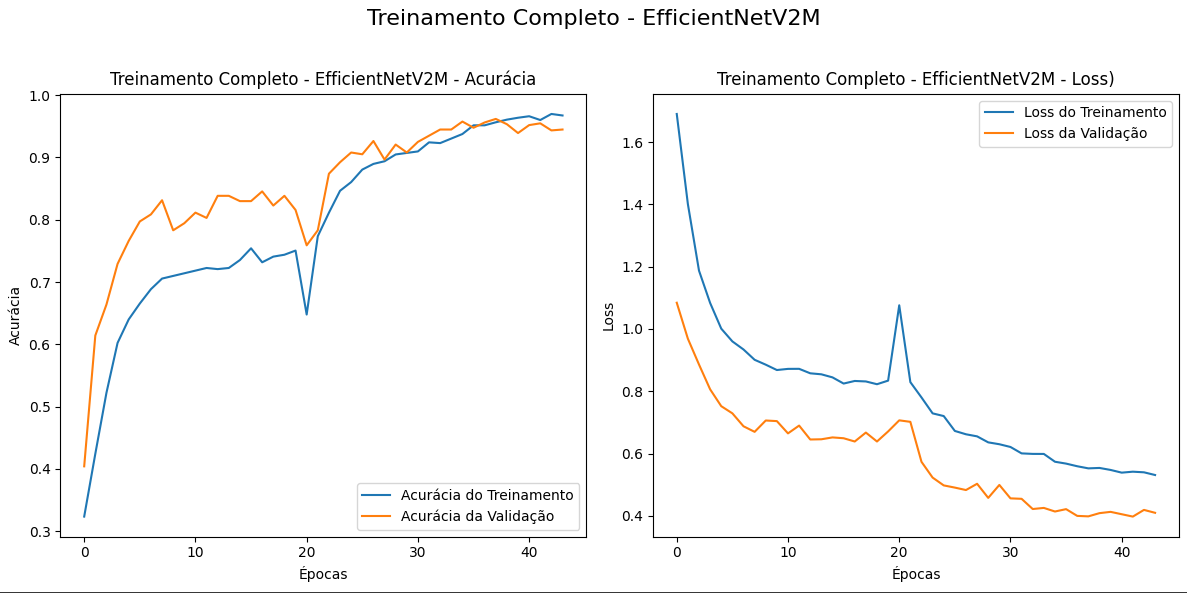 Treinamento Completo - EfficientNetV2M
Treinamento Completo - EfficientNetV2M - Acurácia
Acurácia
1.0
0.9
0.8
0.7
0.6
0.5
0.4
0.3
Acurácia do Treinamento
Acurácia da Validação
0 10 20 30 40
Épocas
Treinamento Completo - EfficientNetV2M - Loss)
Loss
1.6
1.4
1.2
1.0
0.8
0.6
0.4
Loss do Treinamento
Loss da Validação
0 10 20 30 40
Épocas